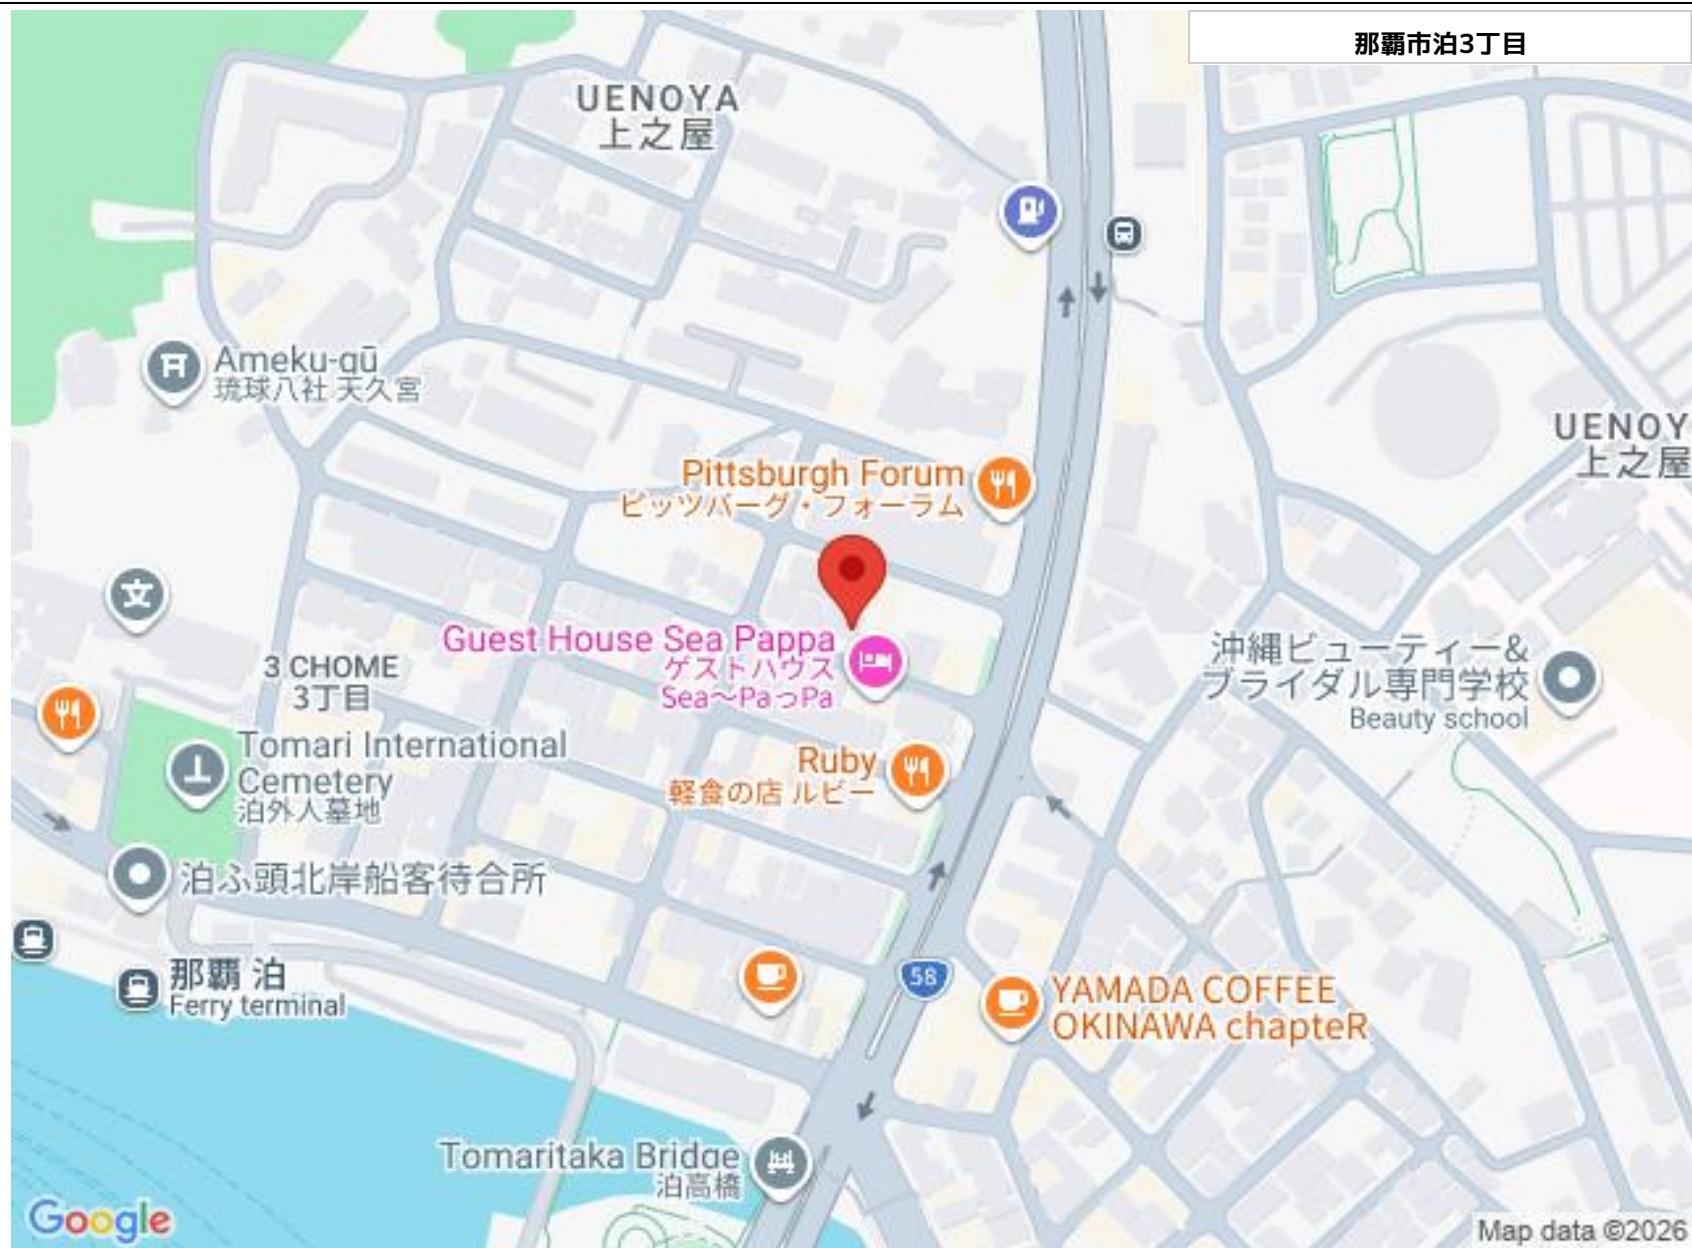 那覇市泊3丁目
UENOYA
上之屋
Ameku-gū
琉球八社 天久宮
UENOY
上之屋
Pittsburgh Forum
ピッツバーグ・フォーラム
文
Guest House Sea Pappa
ゲストハウス
Sea〜PaっPa
3 CHOME
3丁目
沖縄ビューティー&
ブライダル専門学校
Beauty school
Tomari International
Cemetery
泊外人墓地
Ruby
軽食の店 ルビー
泊ふ頭北岸船客待合所
那覇 泊
Ferry terminal
58
YAMADA COFFEE
OKINAWA chapteR
Tomaritaka Bridge
泊高橋
Google
Map data ©2026